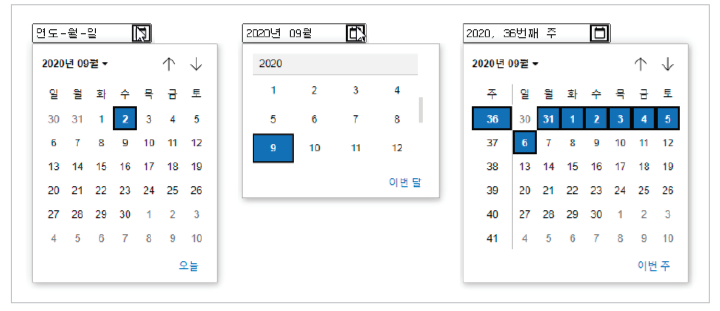 연도-월-일
2020년 09월
일 월 화 수 목 금 토
30 31 1 2 3 4 5
6 7 8 9 10 11 12
13 14 15 16 17 18 19
20 21 22 23 24 25 26
27 28 29 30 1 2 3
4 5 6 7 8 9 10
오늘
2020년 09월
2020
1 2 3 4
5 6 7 8
9 10 11 12
이번 달
2020, 36번째 주
2020년 09월
주 일 월 화 수 목 금 토
36 30 31 1 2 3 4 5
37 6 7 8 9 10 11 12
38 13 14 15 16 17 18 19
39 20 21 22 23 24 25 26
40 27 28 29 30 1 2 3
41 4 5 6 7 8 9 10
이번 주